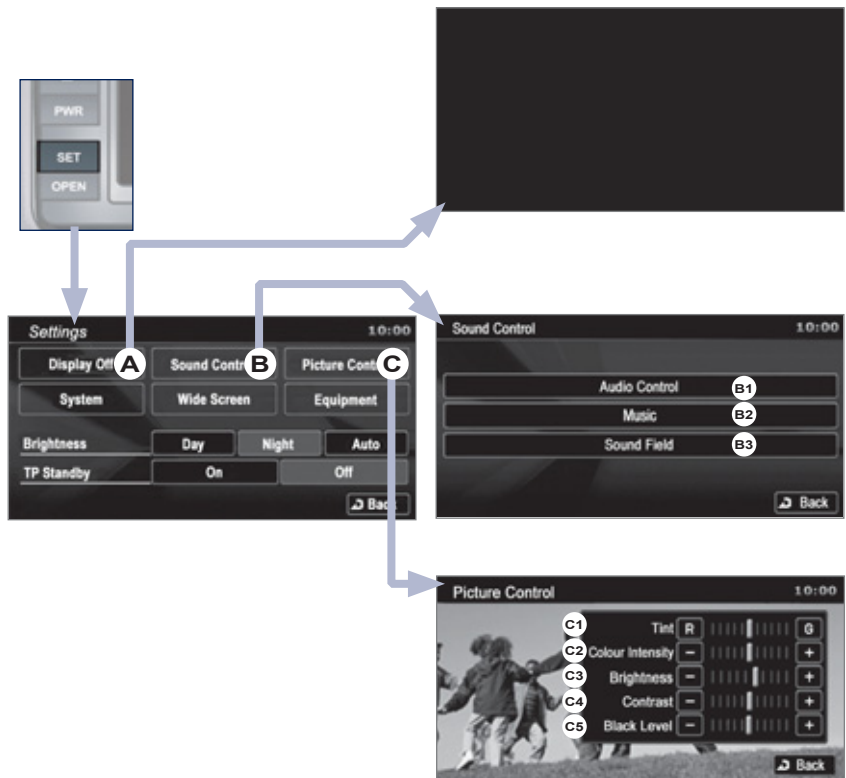 PWR
SET
OPEN
Settings 10:00
Display Off A Sound Contr B Picture Cont C
System Wide Screen Equipment
Brightness Day Night Auto
TP Standby On Off
Back
Sound Control 10:00
Audio Control B1
Music B2
Sound Field B3
Back
Picture Control 10:00
C1 Tint R G
C2 Colour Intensity - +
C3 Brightness - +
C4 Contrast - +
C5 Black Level - +
Back